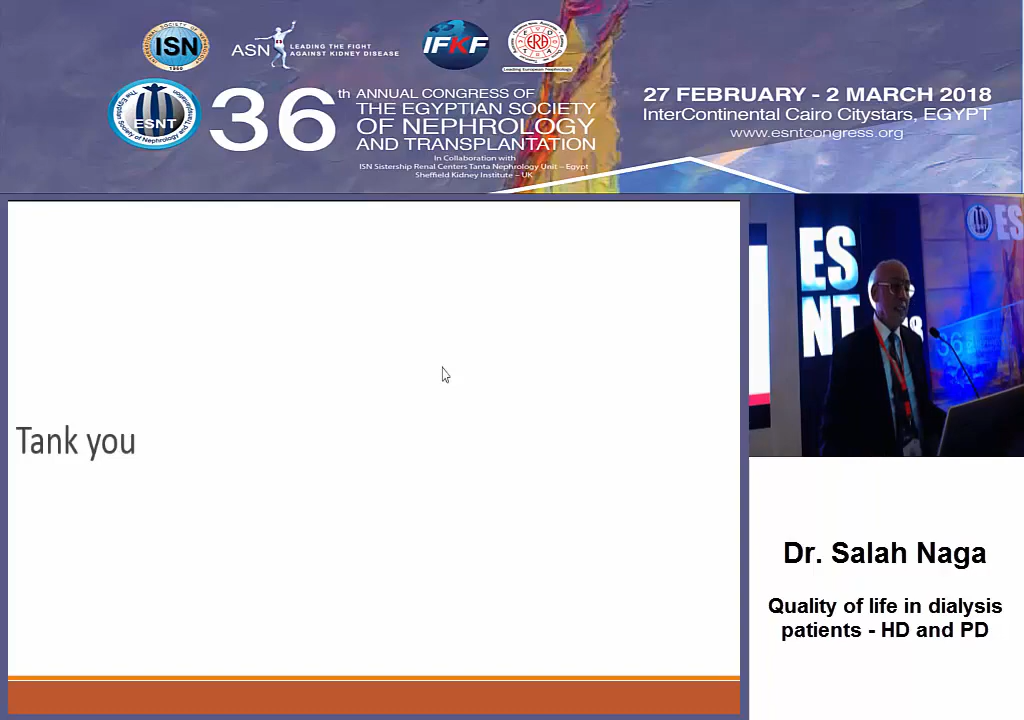 ISN
1960
ASN
LEADING THE FIGHT
AGAINST KIDNEY DISEASE
IFKF
ERA
Leading European Nephrology
The Egyptian Society of Nephrology and Transplantation
ESNT
36th
ANNUAL CONGRESS OF
THE EGYPTIAN SOCIETY
OF NEPHROLOGY
AND TRANSPLANTATION
In Collaboration with
ISN Sistership Renal Centers Tanta Nephrology Unit – Egypt
Sheffield Kidney Institute – UK
27 FEBRUARY - 2 MARCH 2018
InterContinental Cairo Citystars, EGYPT
www.esntcongress.org
Tank you
ES
NT
ES
36
Dr. Salah Naga
Quality of life in dialysis
patients - HD and PD